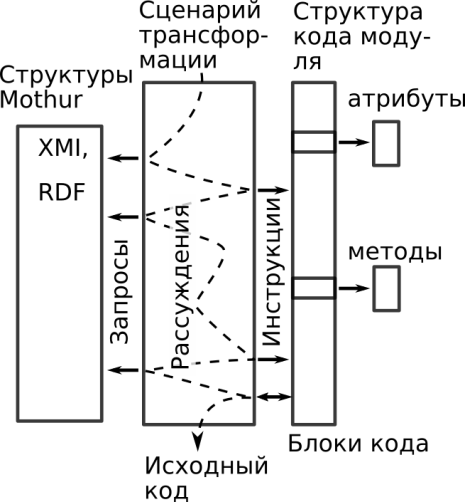 Сценарий
трансфор-
мации
Структура
кода моду-
ля
Структуры
Mothur
атрибуты
XMI,
RDF
Запросы
Рассуждения
Инструкции
методы
Блоки кода
Исходный
код